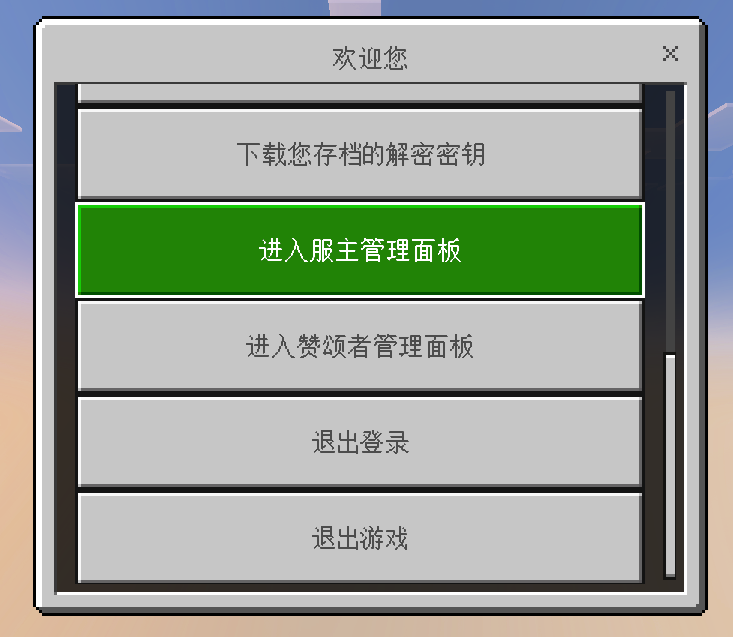 欢迎您
下载您存档的解密密钥
进入服主管理面板
进入赞颂者管理面板
退出登录
退出游戏